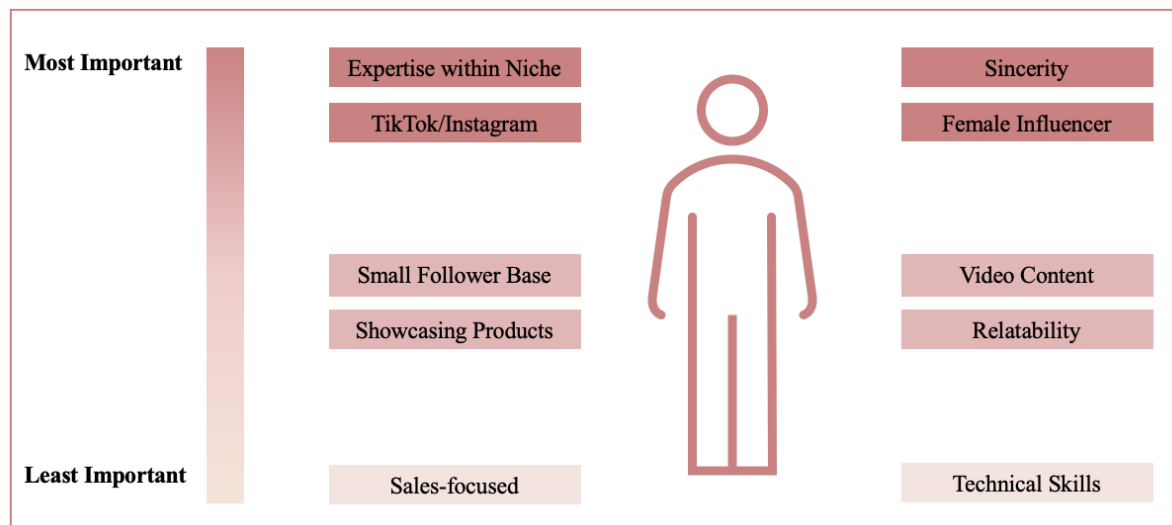 Most Important
Expertise within Niche
Sincerity
TikTok/Instagram
Female Influencer
Small Follower Base
Video Content
Showcasing Products
Relatability
Least Important
Sales-focused
Technical Skills